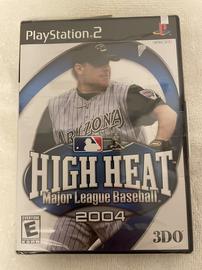 PlayStation 2
ARIZONA
HIGH HEAT
Major League Baseball
2004
E
3DO